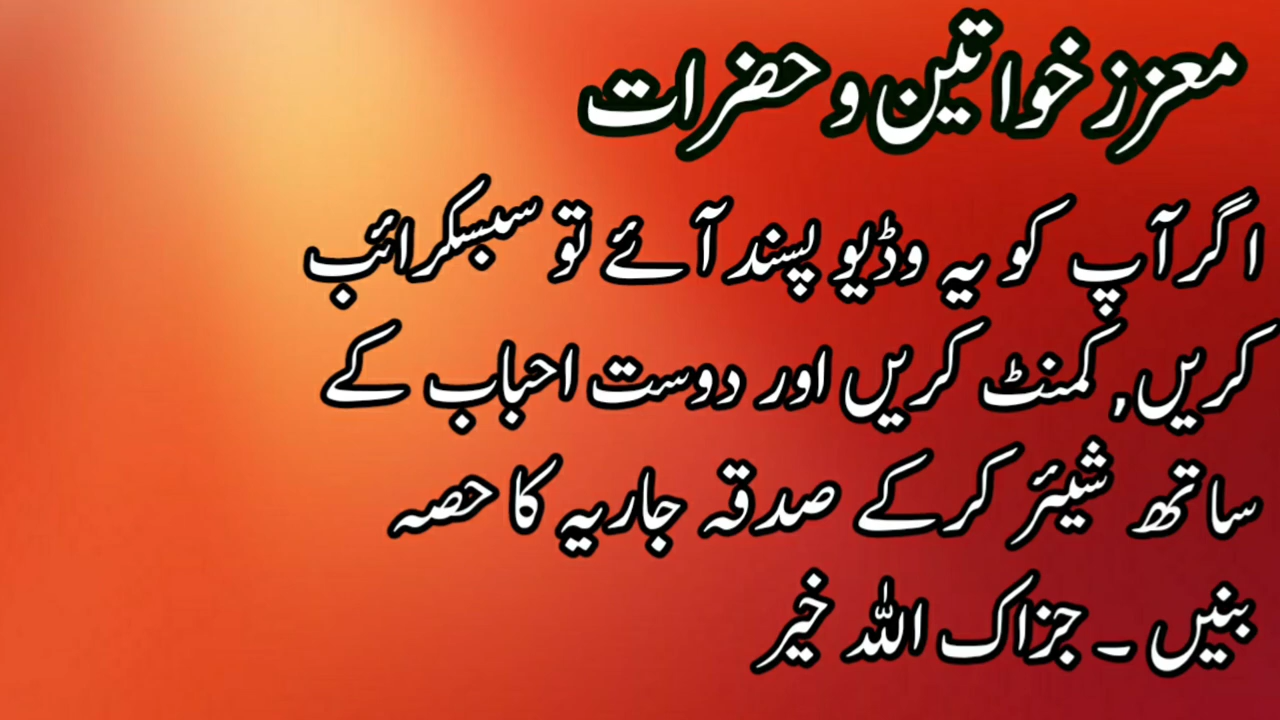 معزز خواتین و حضرات
اگر آپ کو یہ وڈیو پسند آئے تو سبسکرائب
کریں, کمنٹ کریں اور دوست احباب کے
ساتھ شیئر کرکے صدقہ جاریہ کا حصہ
بنیں ۔ جزاک اللہ خیر